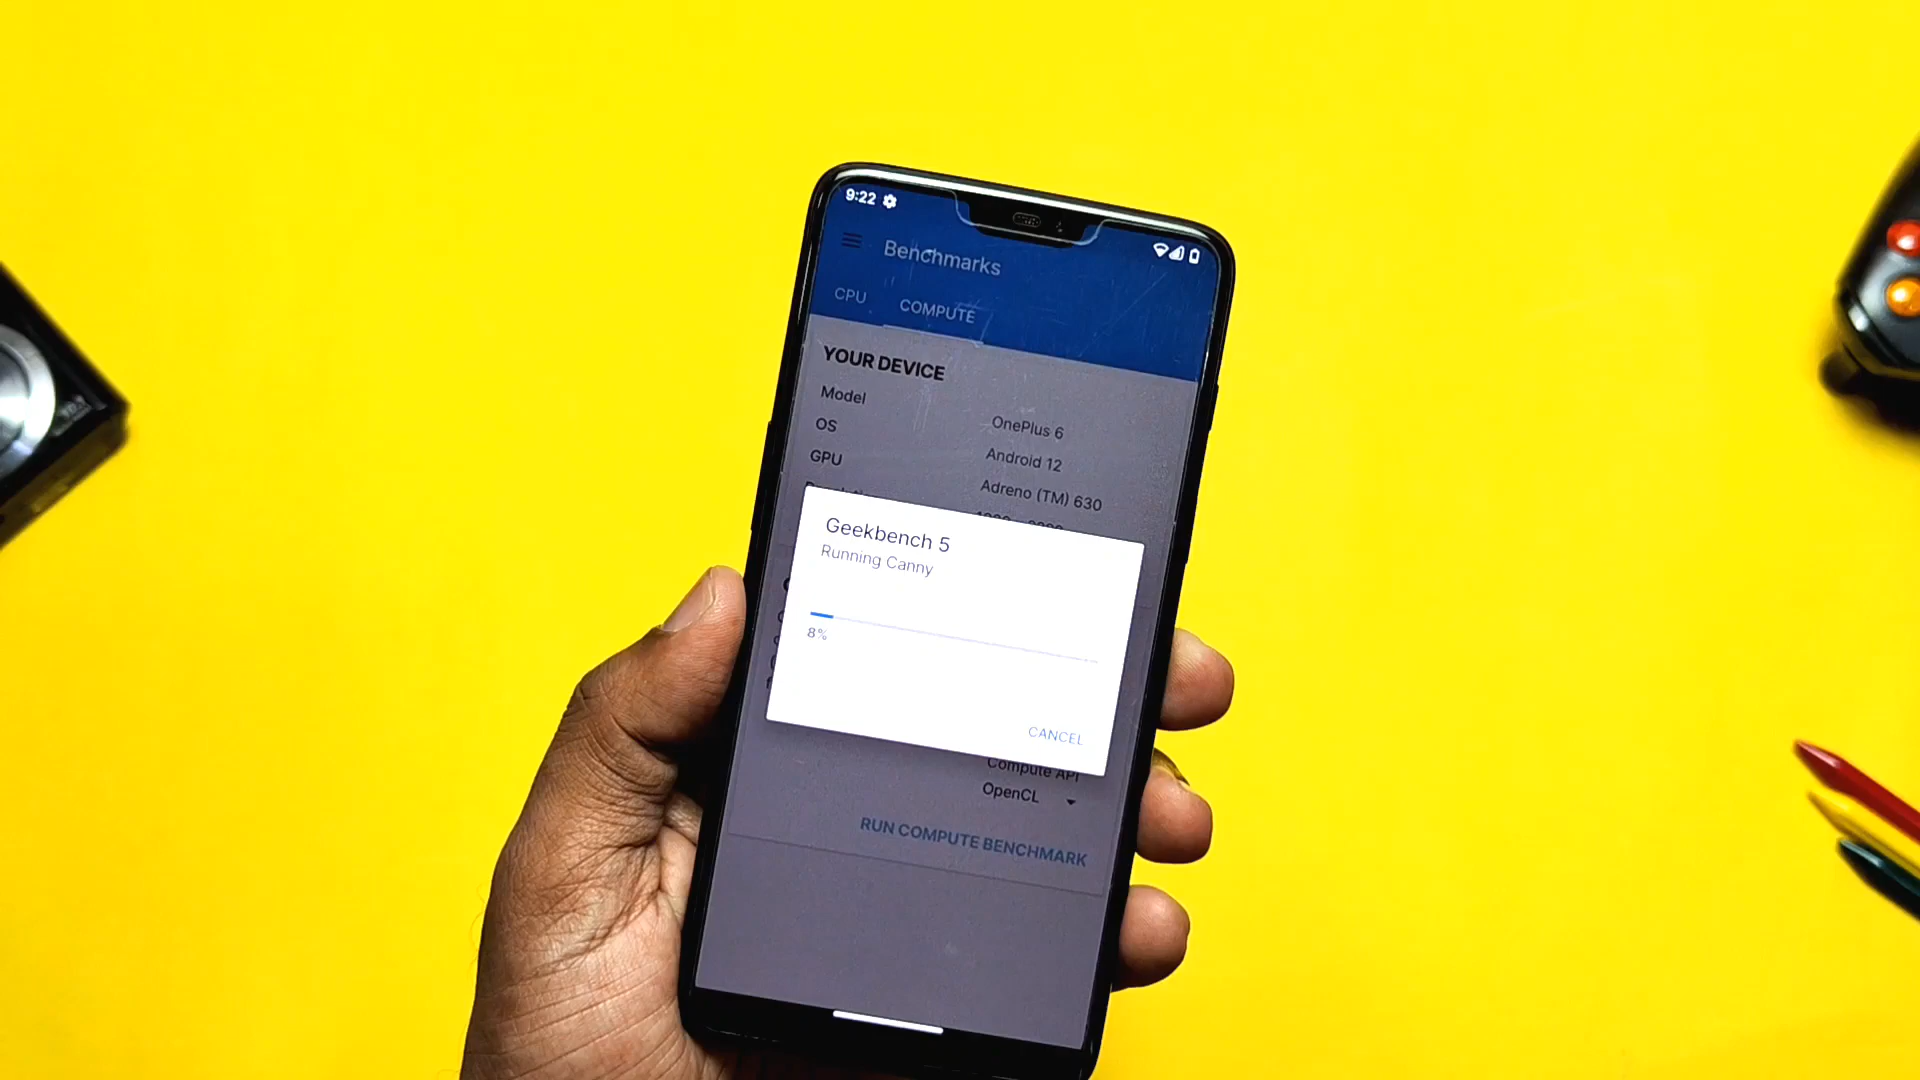 9:22
Benchmarks
CPU COMPUTE
YOUR DEVICE
Model OnePlus 6
OS Android 12
GPU Adreno (TM) 630
Geekbench 5
Running Canny
8%
CANCEL
Compute API
OpenCL
RUN COMPUTE BENCHMARK